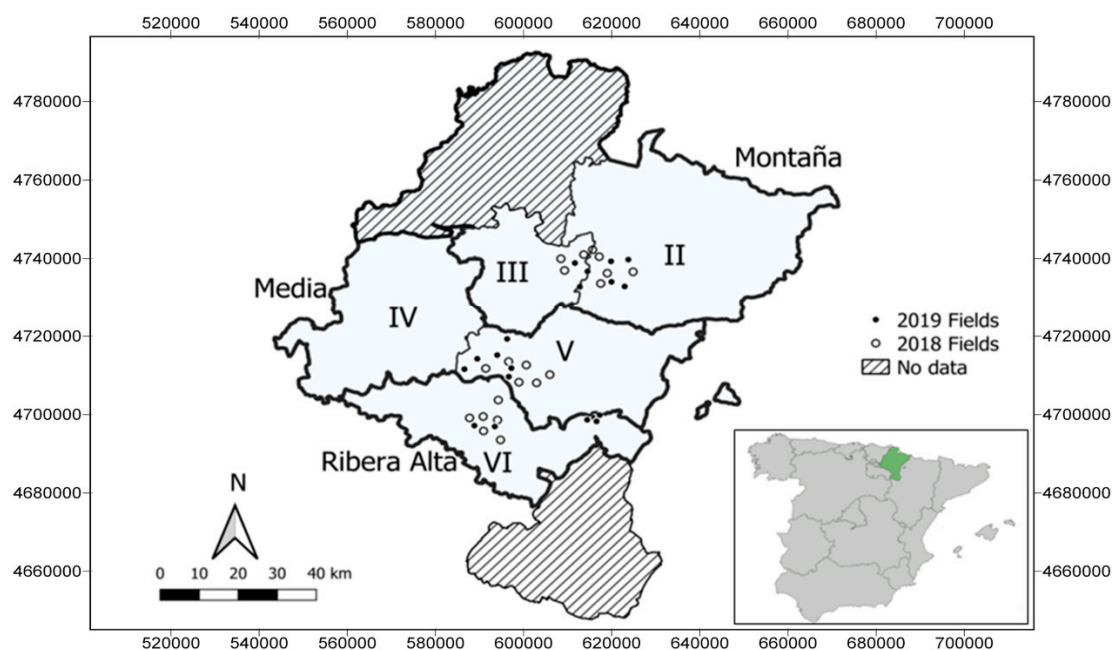 520000 540000 560000 580000 600000 620000 640000 660000 680000 700000
4780000 4780000
Montaña
4760000 4760000
4740000 4740000
II
III
Media
IV
4720000 4720000
2019 Fields
V
2018 Fields
No data
4700000 4700000
Ribera Alta VI
N
4680000 4680000
0 10 20 30 40 km
4660000 4660000
520000 540000 560000 580000 600000 620000 640000 660000 680000 700000